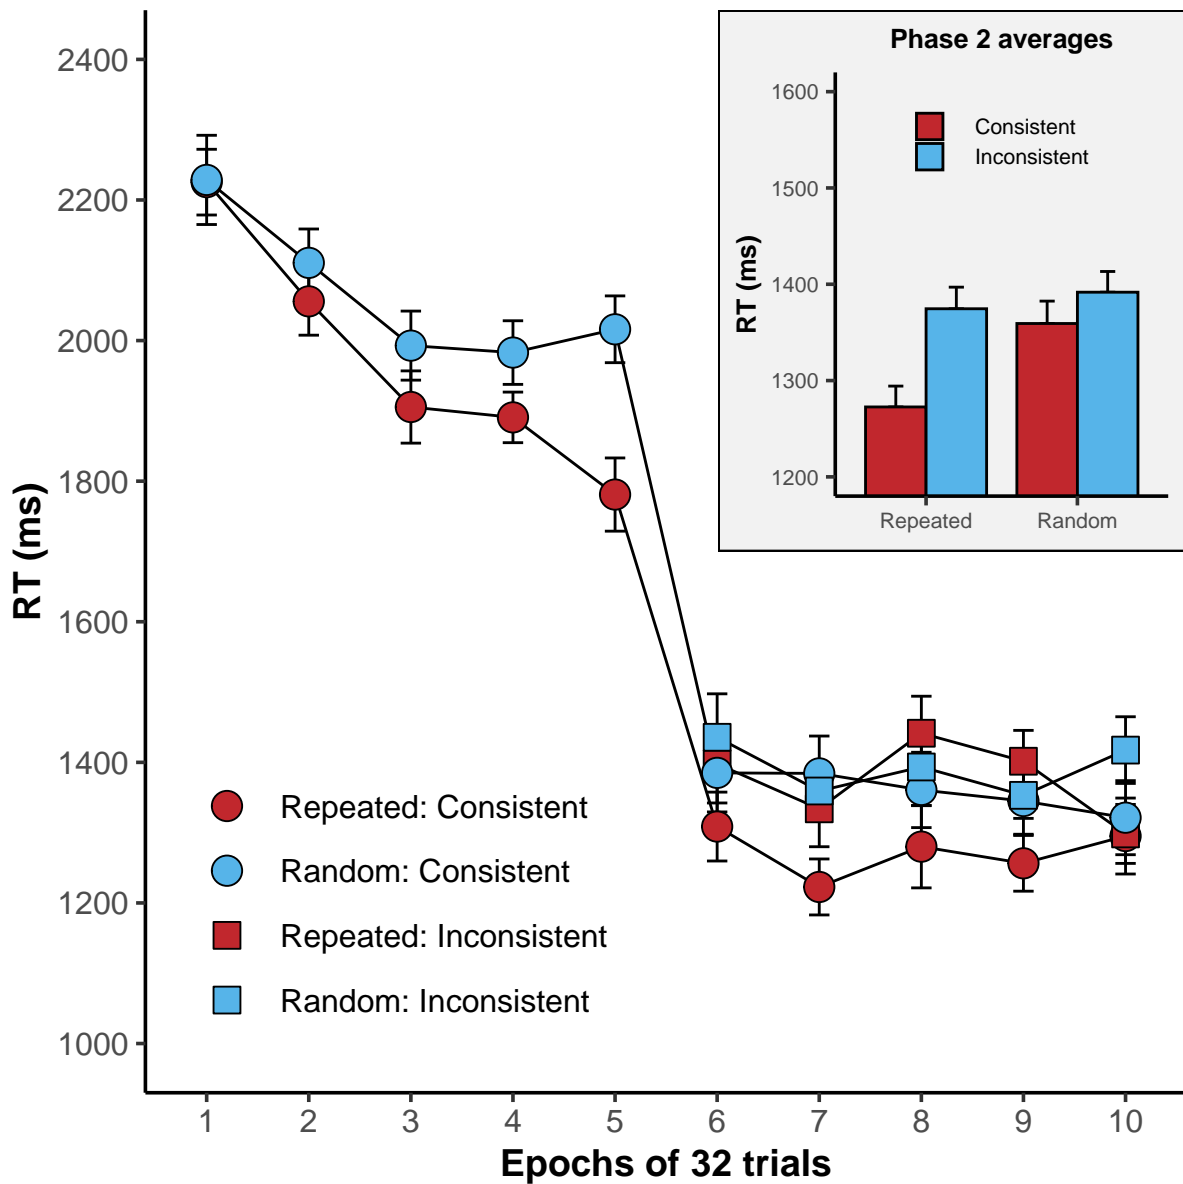 Phase 2 averages
1600
1500
1400
1300
1200
RT (ms)
Consistent
Inconsistent
Repeated
Random
2400
2200
2000
1800
1600
1400
1200
1000
RT (ms)
Repeated: Consistent
Random: Consistent
Repeated: Inconsistent
Random: Inconsistent
1 2 3 4 5 6 7 8 9 10
Epochs of 32 trials